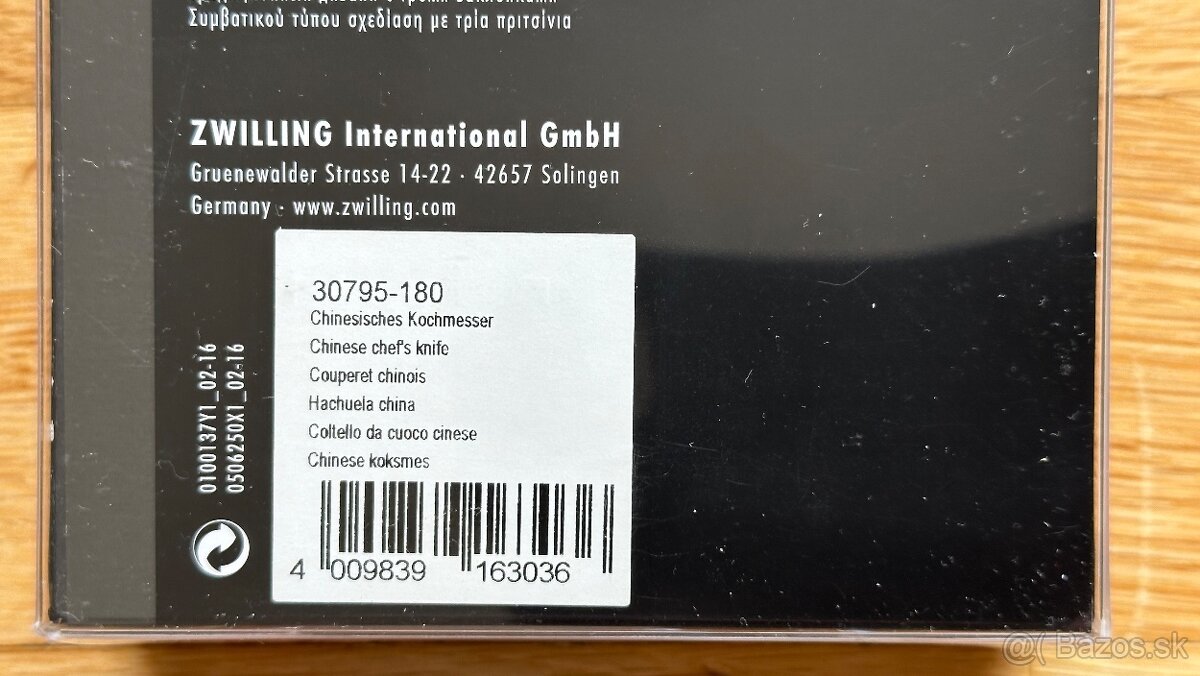 Συμβατικού τύπου σχεδίαση με τρία πριτσίνια
ZWILLING International GmbH
Gruenewalder Strasse 14-22 · 42657 Solingen
Germany · www.zwilling.com
30795-180
Chinesisches Kochmesser
Chinese chef's knife
Couperet chinois
Hachuela china
Coltello da cuoco cinese
Chinese koksmes
4 009839 163036
0100137Y1_02-16
0506250X1_02-16
@( Bazos.sk